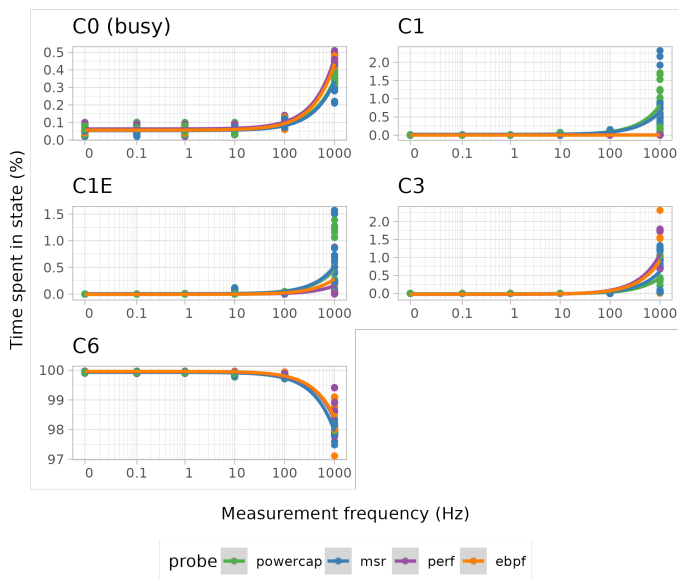 C0 (busy)
0.5
0.4
0.3
0.2
0.1
0.0
0 0.1 1 10 100 1000
C1
2.0
1.5
1.0
0.5
0.0
0 0.1 1 10 100 1000
C1E
1.5
1.0
0.5
0.0
0 0.1 1 10 100 1000
C3
2.0
1.5
1.0
0.5
0.0
0 0.1 1 10 100 1000
C6
100
99
98
97
0 0.1 1 10 100 1000
Time spent in state (%)
Measurement frequency (Hz)
probe powercap msr perf ebpf